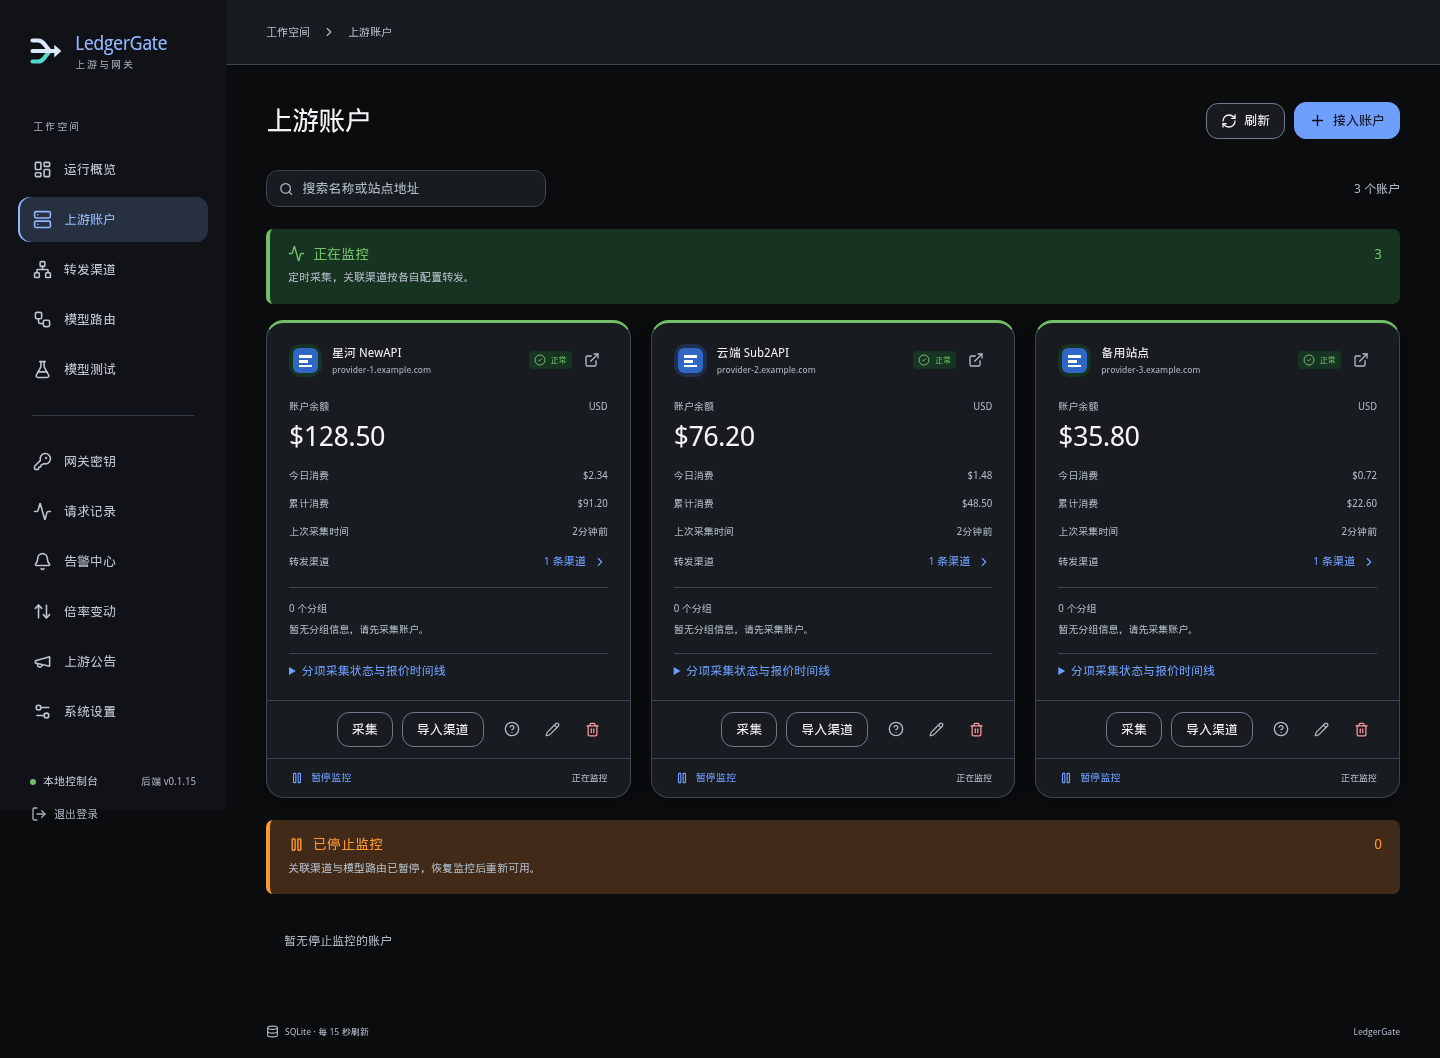 LedgerGate
上游与网关
工作空间
运行概览
上游账户
转发渠道
模型路由
模型测试
网关密钥
请求记录
告警中心
倍率变动
上游公告
系统设置
本地控制台 后端 v0.1.15
退出登录
工作空间 上游账户
上游账户
刷新 接入账户
搜索名称或站点地址
3 个账户
正在监控 3
定时采集，关联渠道按各自配置转发。
星河 NewAPI
provider-1.example.com
正常
账户余额 USD
$128.50
今日消费 $2.34
累计消费 $91.20
上次采集时间 2分钟前
转发渠道 1 条渠道
0 个分组
暂无分组信息，请先采集账户。
分项采集状态与报价时间线
采集 导入渠道
暂停监控 正在监控
云端 Sub2API
provider-2.example.com
正常
账户余额 USD
$76.20
今日消费 $1.48
累计消费 $48.50
上次采集时间 2分钟前
转发渠道 1 条渠道
0 个分组
暂无分组信息，请先采集账户。
分项采集状态与报价时间线
采集 导入渠道
暂停监控 正在监控
备用站点
provider-3.example.com
正常
账户余额 USD
$35.80
今日消费 $0.72
累计消费 $22.60
上次采集时间 2分钟前
转发渠道 1 条渠道
0 个分组
暂无分组信息，请先采集账户。
分项采集状态与报价时间线
采集 导入渠道
暂停监控 正在监控
已停止监控 0
关联渠道与模型路由已暂停，恢复监控后重新可用。
暂无停止监控的账户
SQLite · 每 15 秒刷新
LedgerGate